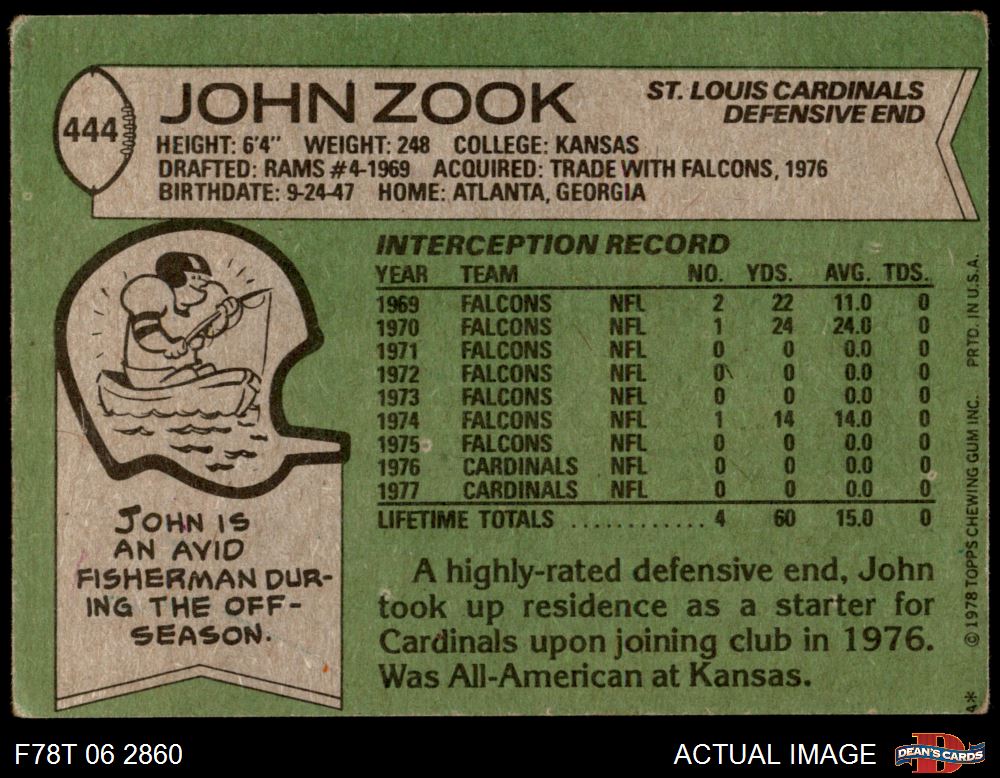 444
JOHN ZOOK
ST. LOUIS CARDINALS
DEFENSIVE END
HEIGHT: 6'4" WEIGHT: 248 COLLEGE: KANSAS
DRAFTED: RAMS #4-1969 ACQUIRED: TRADE WITH FALCONS, 1976
BIRTHDATE: 9-24-47 HOME: ATLANTA, GEORGIA
INTERCEPTION RECORD
YEAR TEAM NO. YDS. AVG. TDS.
1969 FALCONS NFL 2 22 11.0 0
1970 FALCONS NFL 1 24 24.0 0
1971 FALCONS NFL 0 0 0.0 0
1972 FALCONS NFL 0 0 0.0 0
1973 FALCONS NFL 0 0 0.0 0
1974 FALCONS NFL 1 14 14.0 0
1975 FALCONS NFL 0 0 0.0 0
1976 CARDINALS NFL 0 0 0.0 0
1977 CARDINALS NFL 0 0 0.0 0
LIFETIME TOTALS ............ 4 60 15.0 0
JOHN IS
AN AVID
FISHERMAN DUR-
ING THE OFF-
SEASON.
A highly-rated defensive end, John
took up residence as a starter for
Cardinals upon joining club in 1976.
Was All-American at Kansas.
©1978 TOPPS CHEWING GUM INC. PRTD. IN U.S.A.
4*
F78T 06 2860
ACTUAL IMAGE
D
DEAN'S CARDS